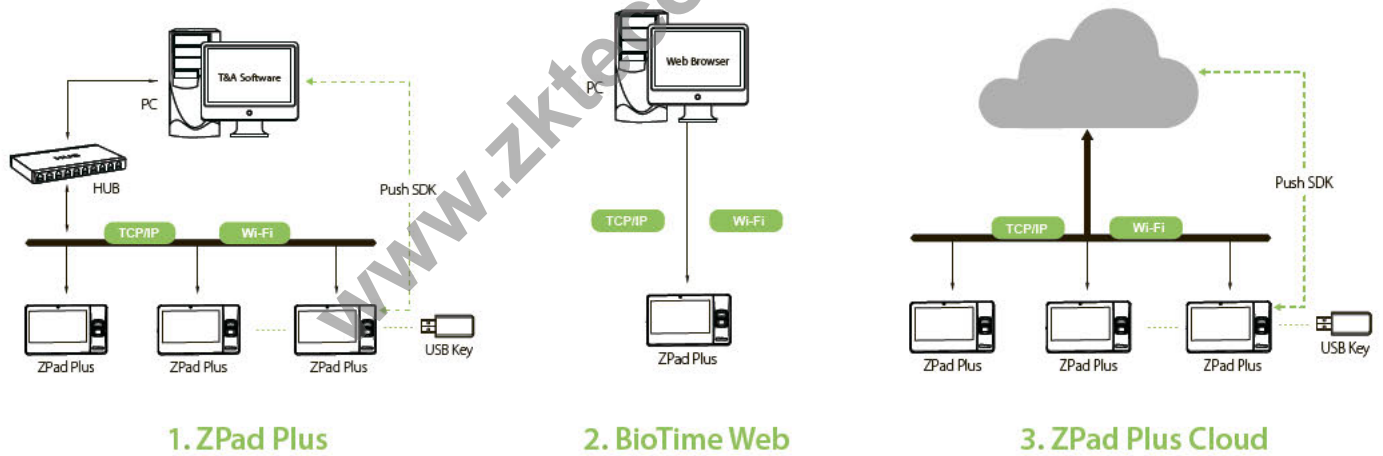 T&A Software
PC
HUB
Push SDK
TCP/IP
Wi-Fi
ZPad Plus
ZPad Plus
ZPad Plus
USB Key
1. ZPad Plus
Web Browser
PC
TCP/IP
Wi-Fi
ZPad Plus
2. BioTime Web
Push SDK
TCP/IP
Wi-Fi
ZPad Plus
ZPad Plus
ZPad Plus
USB Key
3. ZPad Plus Cloud
www.zkteco